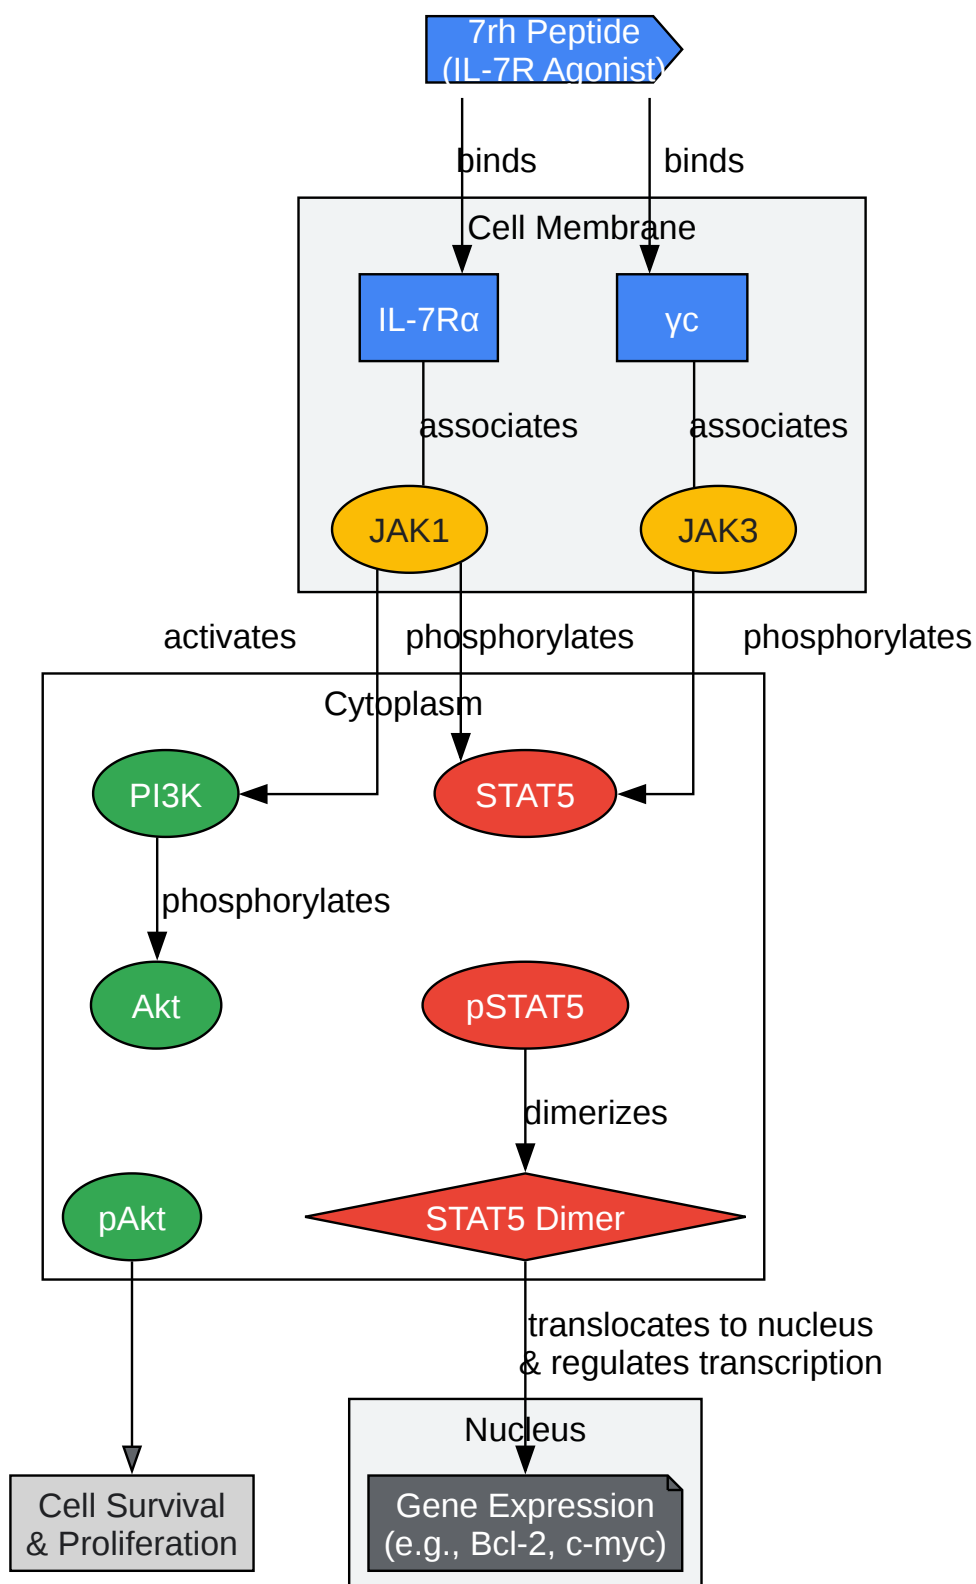 7rh Peptide
(IL-7R Agonist)
binds
binds
Cell Membrane
IL-7Rα
γc
associates
associates
JAK1
JAK3
activates
phosphorylates
phosphorylates
Cytoplasm
PI3K
STAT5
phosphorylates
Akt
pSTAT5
dimerizes
pAkt
STAT5 Dimer
translocates to nucleus
& regulates transcription
Nucleus
Cell Survival
& Proliferation
Gene Expression
(e.g., Bcl-2, c-myc)